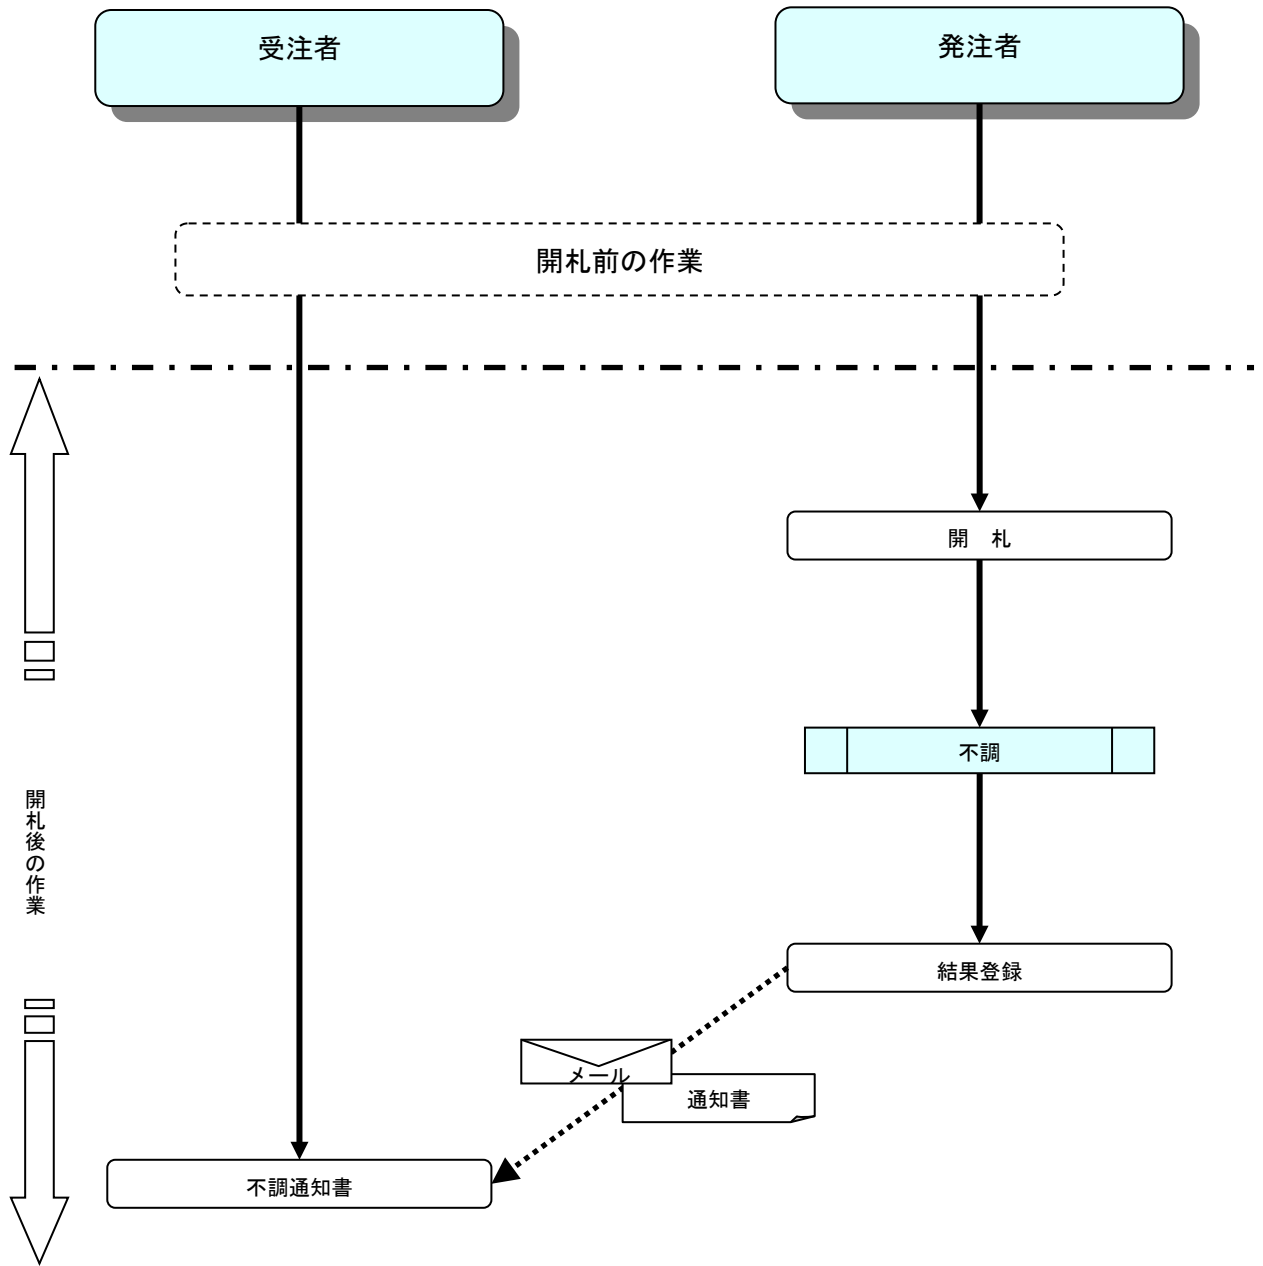 受注者
発注者
開札前の作業
開　札
不調
開札後の作業
結果登録
メール
通知書
不調通知書